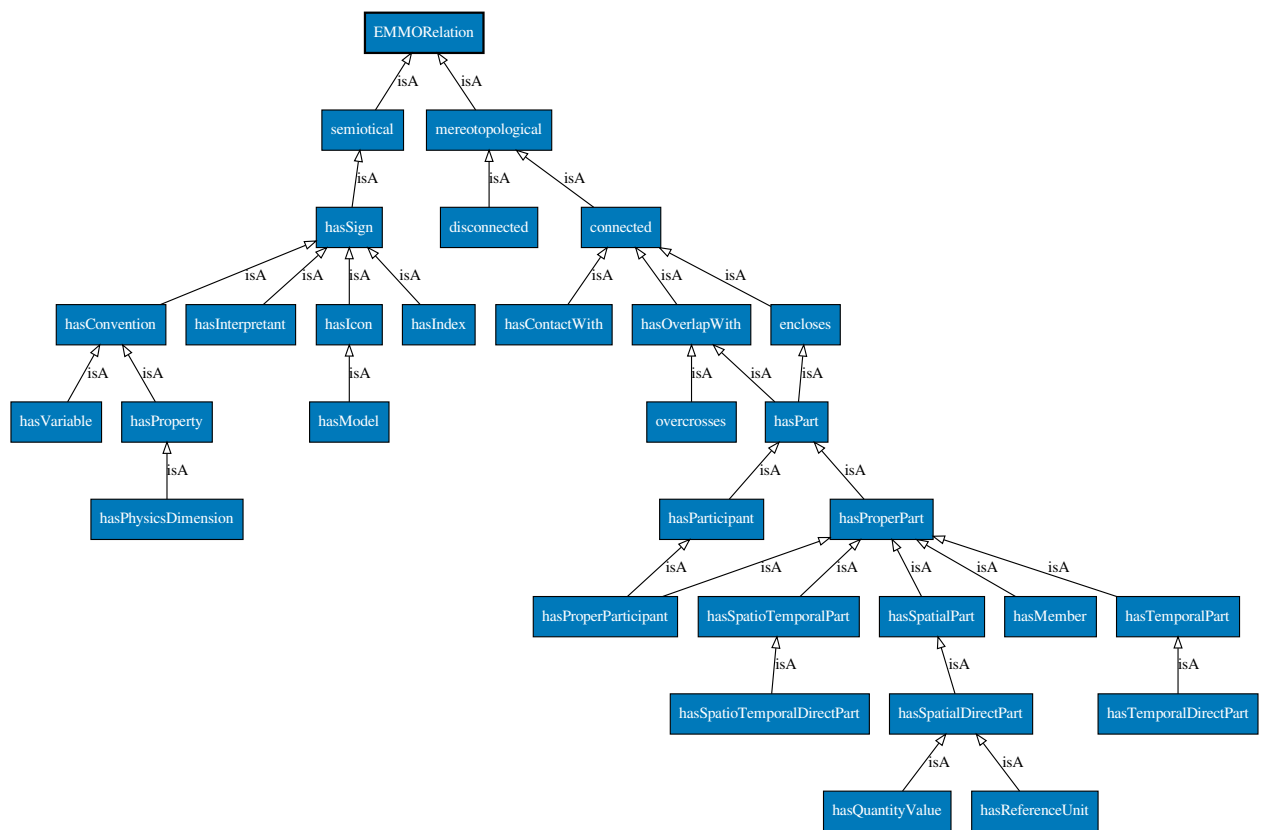 EMMORelation
isA
isA
semiotical
mereotopological
isA
isA
isA
hasSign
disconnected
connected
isA
isA
isA
isA
isA
isA
isA
hasConvention
hasInterpretant
hasIcon
hasIndex
hasContactWith
hasOverlapWith
encloses
isA
isA
isA
isA
isA
isA
hasVariable
hasProperty
hasModel
overcrosses
hasPart
isA
isA
isA
hasPhysicsDimension
hasParticipant
hasProperPart
isA
isA
isA
isA
isA
isA
hasProperParticipant
hasSpatioTemporalPart
hasSpatialPart
hasMember
hasTemporalPart
isA
isA
isA
hasSpatioTemporalDirectPart
hasSpatialDirectPart
hasTemporalDirectPart
isA
isA
hasQuantityValue
hasReferenceUnit